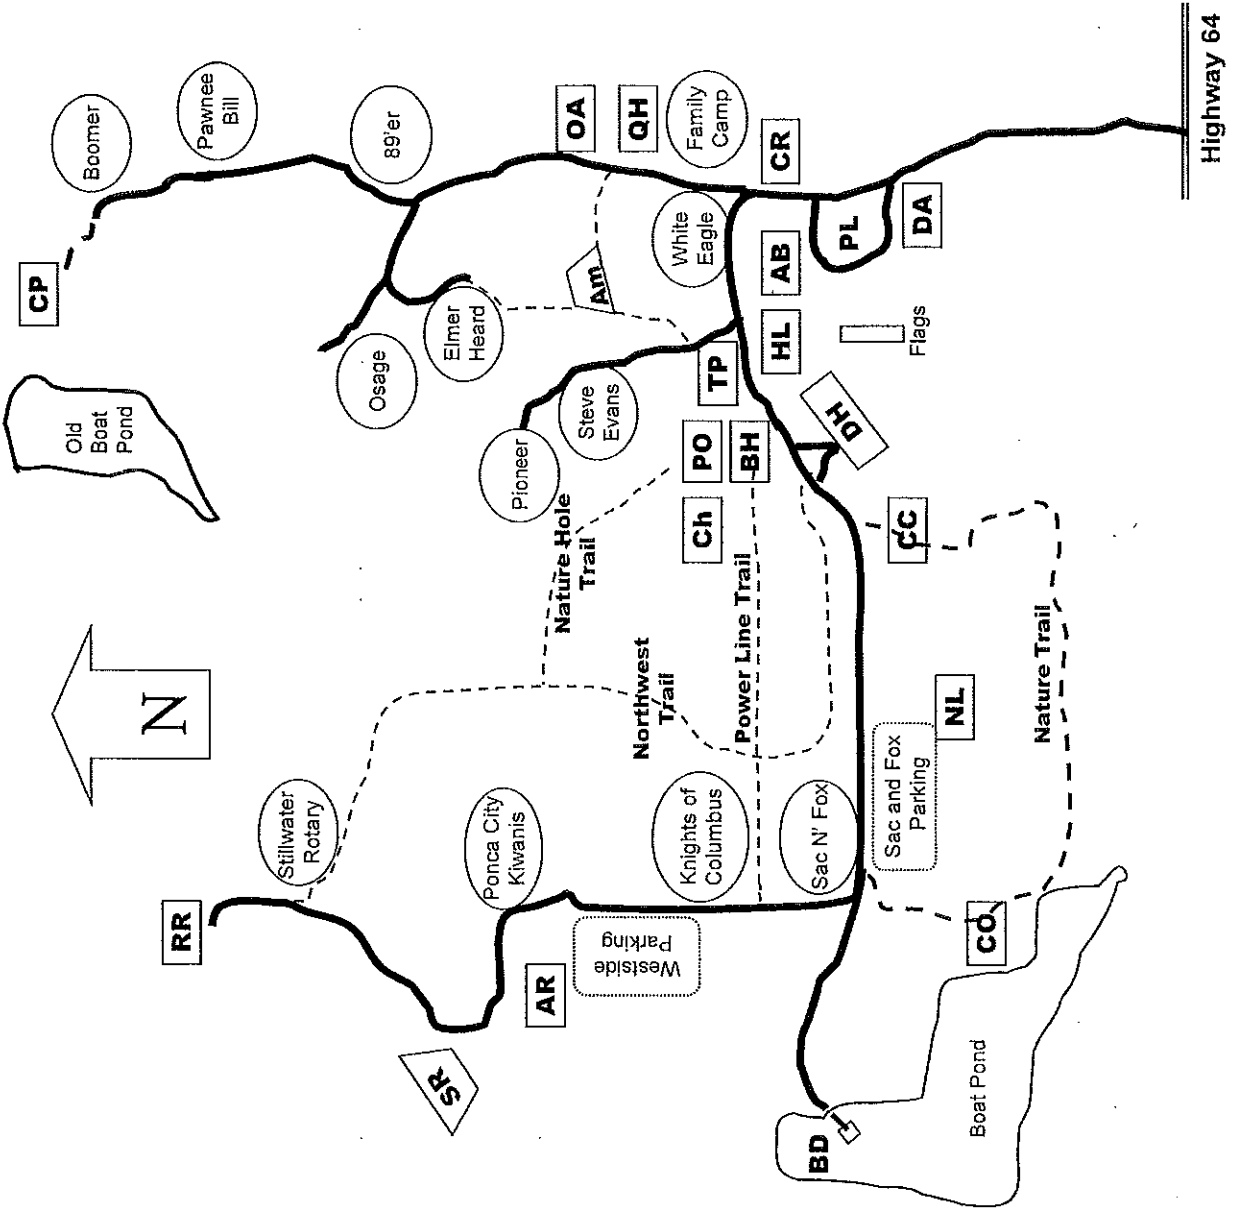 CP
Boomer
Old
Boat
Pond
Pawnee
Bill
N
RR
Stillwater
Rotary
Osage
89'er
SR
Elmer
Heard
Ponca City
Kiwanis
Pioneer
AR
Nature Hole
Trail
Steve
Evans
Am
OA
Westside
Parking
Northwest
Trail
QH
Knights of
Columbus
Ch
PO
White
Eagle
Family
Camp
TP
Power Line Trail
BH
AB
HL
CR
BD
Sac N' Fox
DH
PL
Sac and Fox
Parking
CC
Flags
DA
NL
Boat Pond
CO
Nature Trail
Highway 64